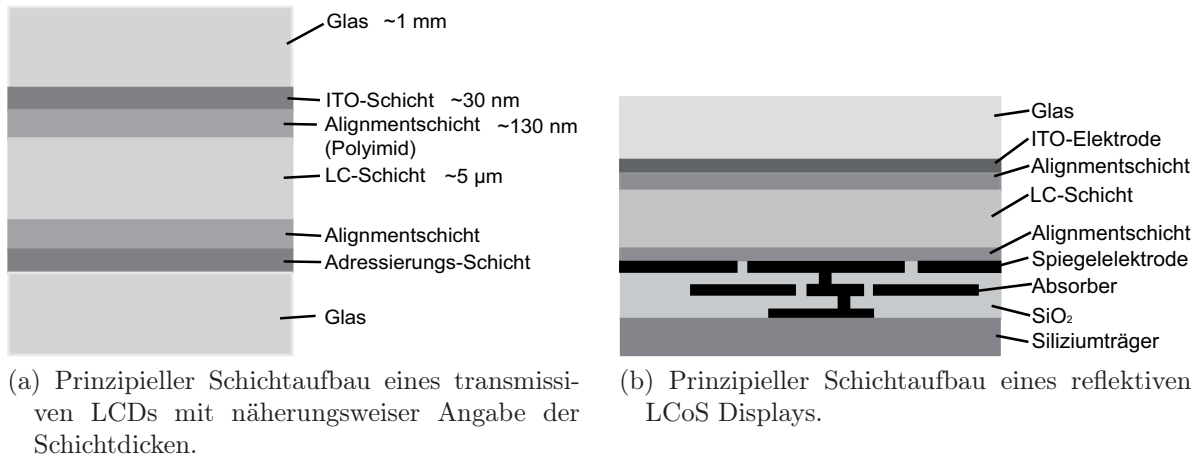 Glas ~1 mm
ITO-Schicht ~30 nm
Alignmentschicht ~130 nm
(Polyimid)
LC-Schicht ~5 µm
Alignmentschicht
Adressierungs-Schicht
Glas
(a) Prinzipieller Schichtaufbau eines transmissi-
ven LCDs mit näherungsweiser Angabe der
Schichtdicken.
Glas
ITO-Elektrode
Alignmentschicht
LC-Schicht
Alignmentschicht
Spiegelelektrode
Absorber
SiO₂
Siliziumträger
(b) Prinzipieller Schichtaufbau eines reflektiven
LCoS Displays.